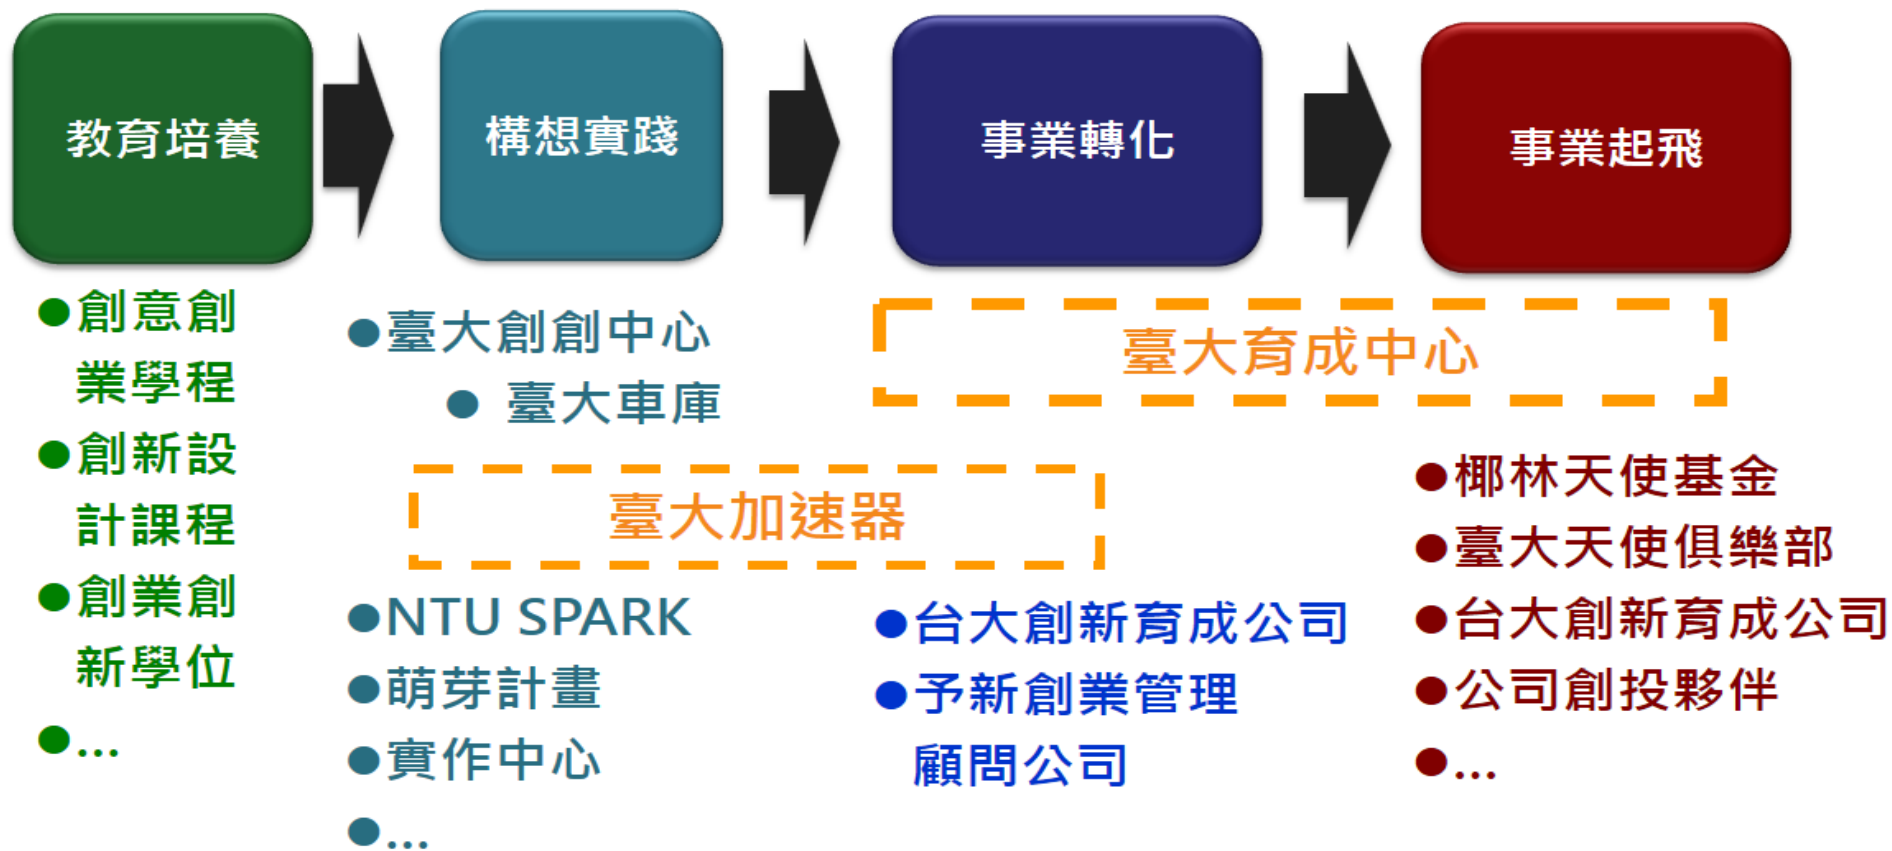 教育培養
構想實踐
事業轉化
事業起飛
●創意創
業學程
●創新設
計課程
●創業創
新學位
●...
●臺大創創中心
● 臺大車庫
臺大加速器
●NTU SPARK
●萌芽計畫
●實作中心
●...
臺大育成中心
●台大創新育成公司
●予新創業管理
顧問公司
●椰林天使基金
●臺大天使俱樂部
●台大創新育成公司
●公司創投夥伴
●...